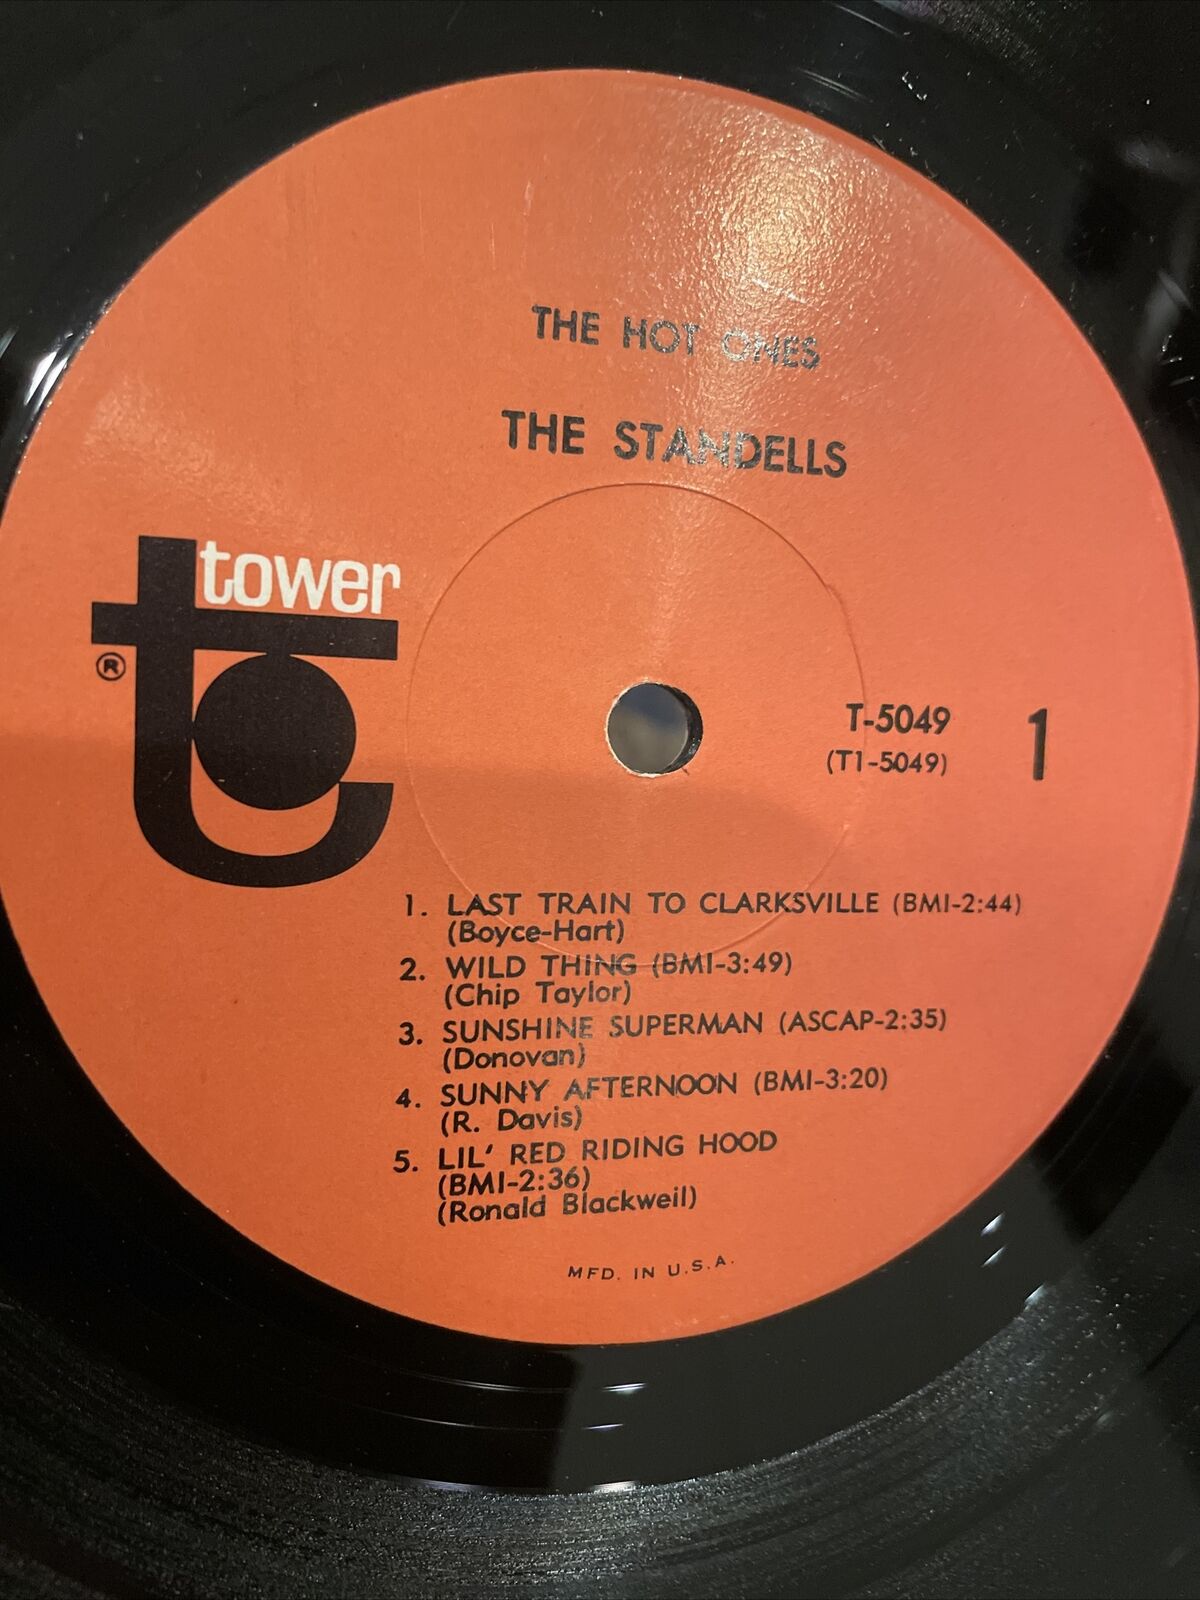 THE HOT ONES
THE STANDELLS
tower
®
T-5049
(T1-5049)
1
1. LAST TRAIN TO CLARKSVILLE (BMI-2:44)
(Boyce-Hart)
2. WILD THING (BMI-3:49)
(Chip Taylor)
3. SUNSHINE SUPERMAN (ASCAP-2:35)
(Donovan)
4. SUNNY AFTERNOON (BMI-3:20)
(R. Davis)
5. LIL' RED RIDING HOOD
(BMI-2:36)
(Ronald Blackweil)
MFD. IN U.S.A.